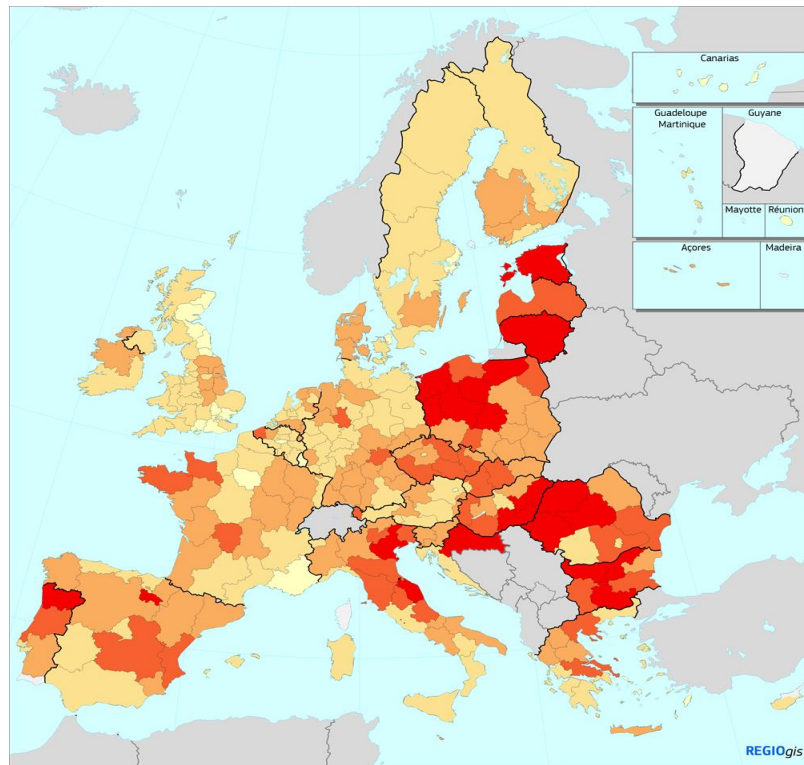 Canarias
Guadeloupe
Martinique
Guyane
Mayotte
Réunion
Açores
Madeira
REGIOgis